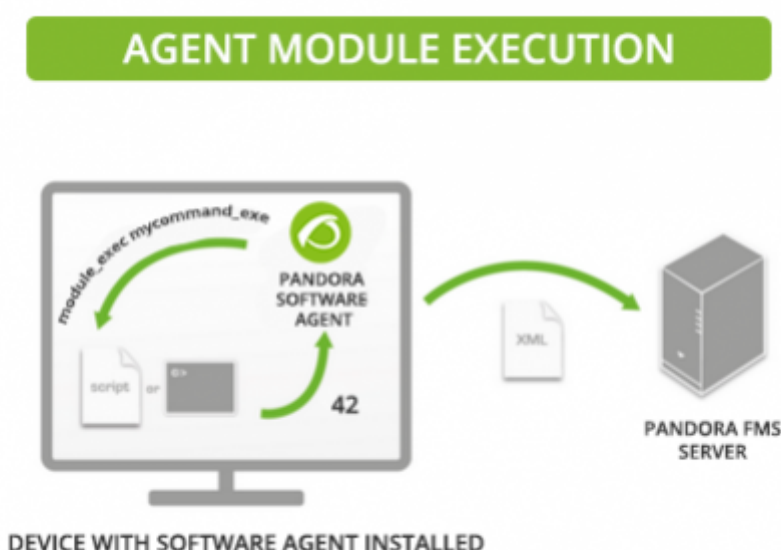 AGENT MODULE EXECUTION
module_exec mycommand_exe
PANDORA
SOFTWARE
AGENT
script or
C:>
42
XML
PANDORA FMS
SERVER
DEVICE WITH SOFTWARE AGENT INSTALLED